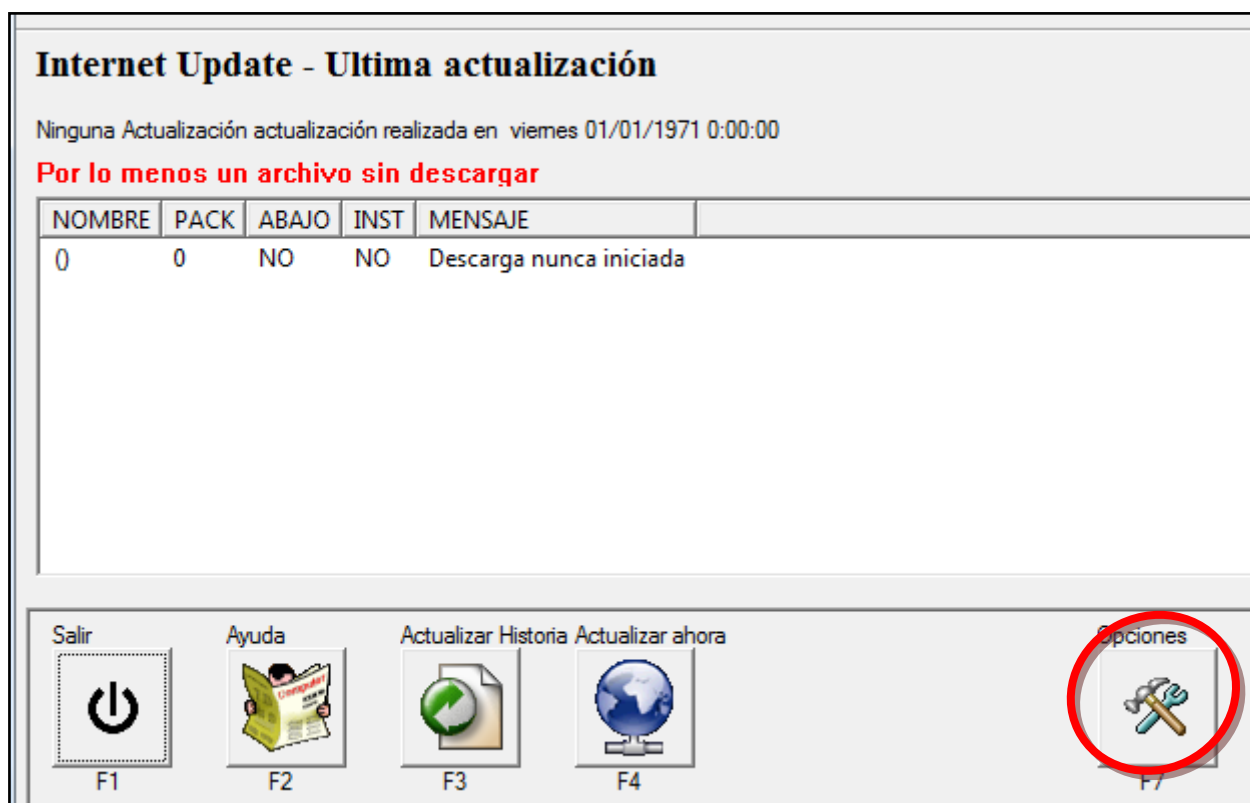 Internet Update - Ultima actualización
Ninguna Actualización actualización realizada en viernes 01/01/1971 0:00:00
Por lo menos un archivo sin descargar
NOMBRE PACK ABAJO INST MENSAJE
() 0 NO NO Descarga nunca iniciada
Salir Ayuda Actualizar Historia Actualizar ahora Opciones
F1 F2 F3 F4 F7